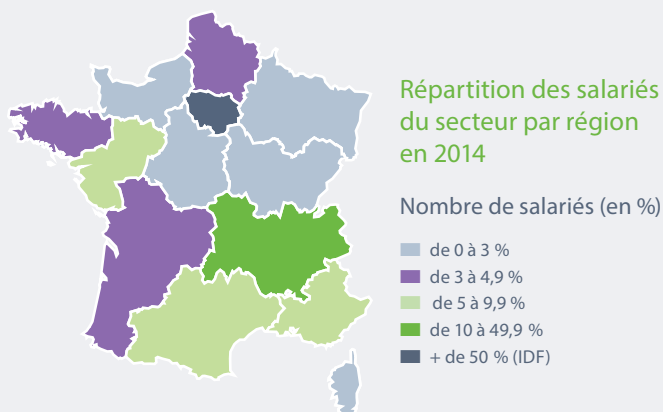 Répartition des salariés
du secteur par région
en 2014
Nombre de salariés (en %)
de 0 à 3 %
de 3 à 4,9 %
de 5 à 9,9 %
de 10 à 49,9 %
+ de 50 % (IDF)